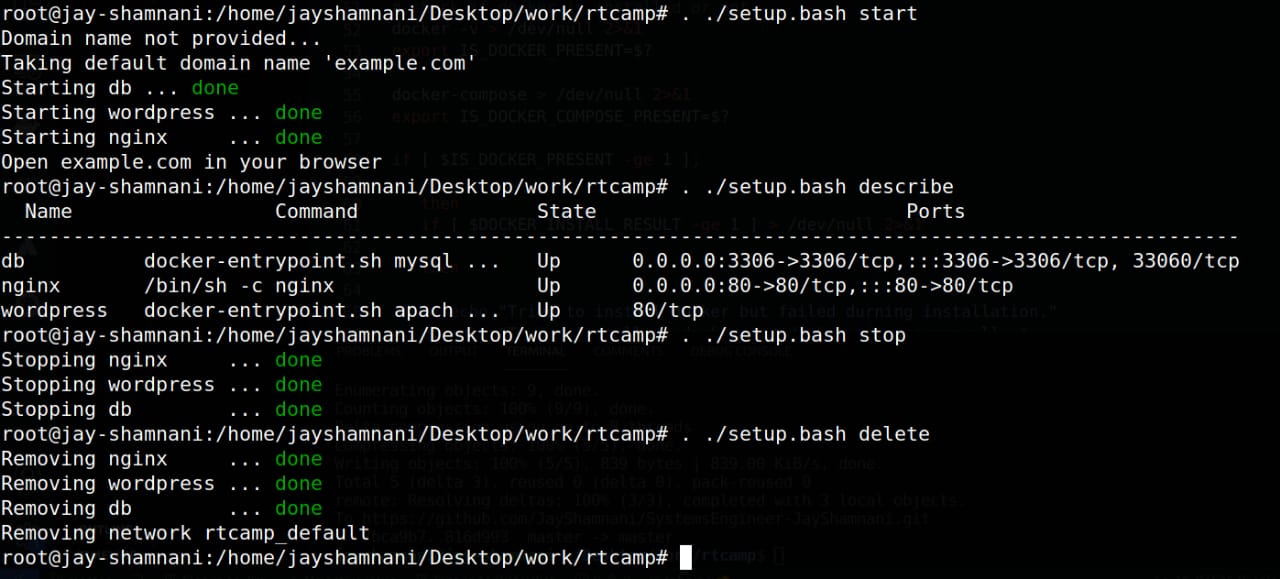 root@jay-shamnani:/home/jayshamnani/Desktop/work/rtcamp# . ./setup.bash start
Domain name not provided...
Taking default domain name 'example.com'
Starting db ... done
Starting wordpress ... done
Starting nginx     ... done
Open example.com in your browser
root@jay-shamnani:/home/jayshamnani/Desktop/work/rtcamp# . ./setup.bash describe
  Name                 Command               State                          Ports
--------------------------------------------------------------------------------------------------------
db          docker-entrypoint.sh mysql ...   Up      0.0.0.0:3306->3306/tcp,:::3306->3306/tcp, 33060/tcp
nginx       /bin/sh -c nginx                 Up      0.0.0.0:80->80/tcp,:::80->80/tcp
wordpress   docker-entrypoint.sh apach ...   Up      80/tcp
root@jay-shamnani:/home/jayshamnani/Desktop/work/rtcamp# . ./setup.bash stop
Stopping nginx     ... done
Stopping wordpress ... done
Stopping db        ... done
root@jay-shamnani:/home/jayshamnani/Desktop/work/rtcamp# . ./setup.bash delete
Removing nginx     ... done
Removing wordpress ... done
Removing db        ... done
Removing network rtcamp_default
root@jay-shamnani:/home/jayshamnani/Desktop/work/rtcamp#